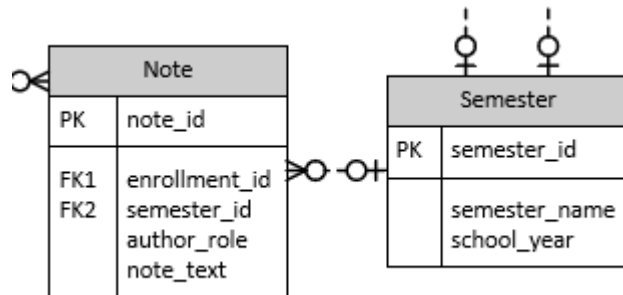 Note
PK note_id
FK1 enrollment_id
FK2 semester_id
author_role
note_text
Semester
PK semester_id
semester_name
school_year